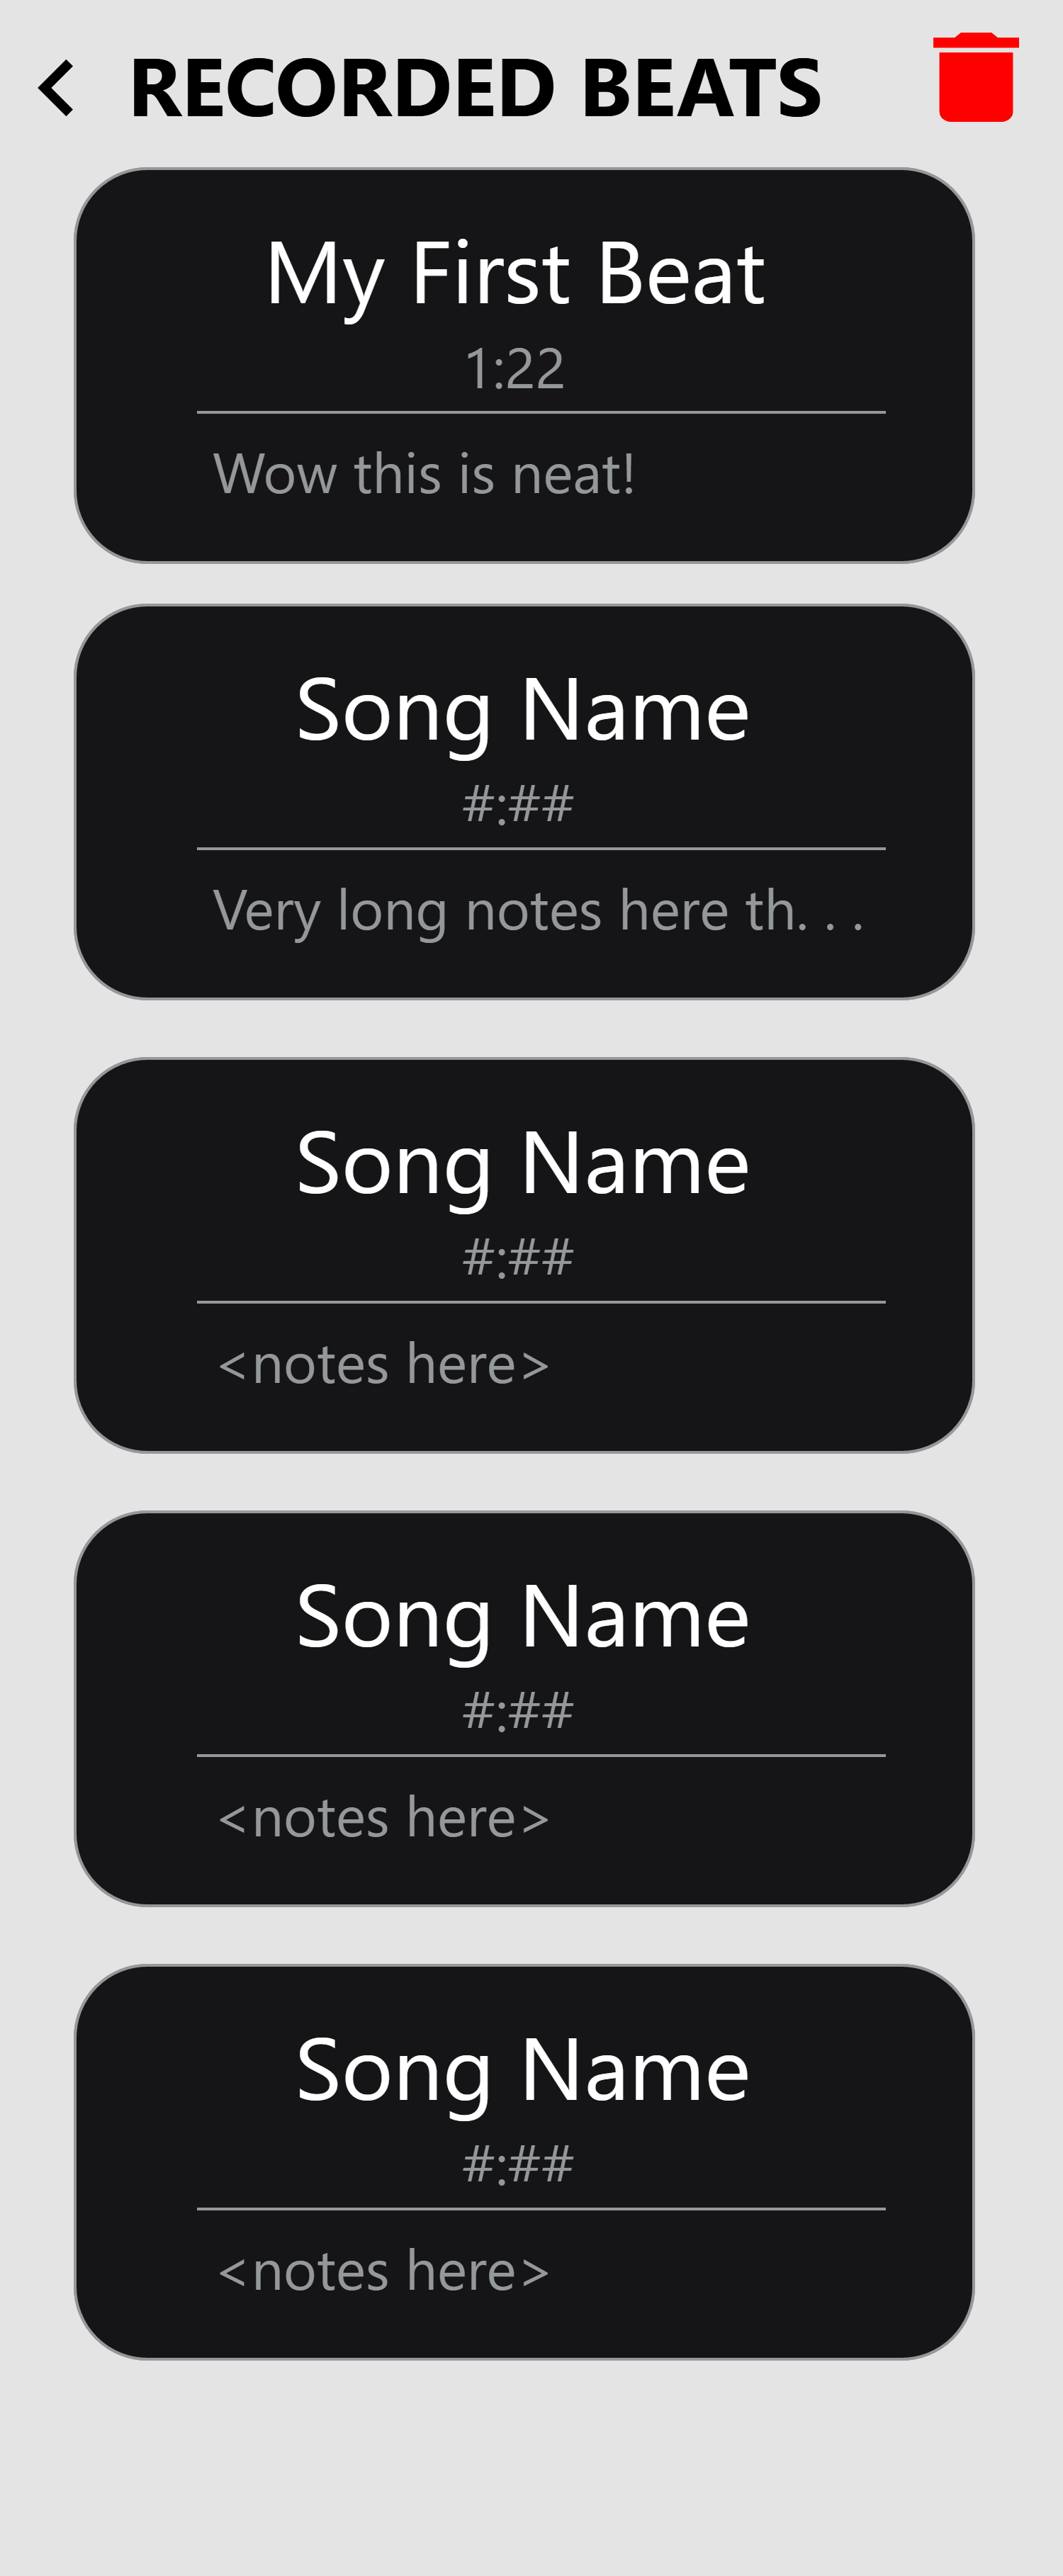 RECORDED BEATS
My First Beat
1:22
Wow this is neat!
Song Name
#:##
Very long notes here th. . .
Song Name
#:##
<notes here>
Song Name
#:##
<notes here>
Song Name
#:##
<notes here>